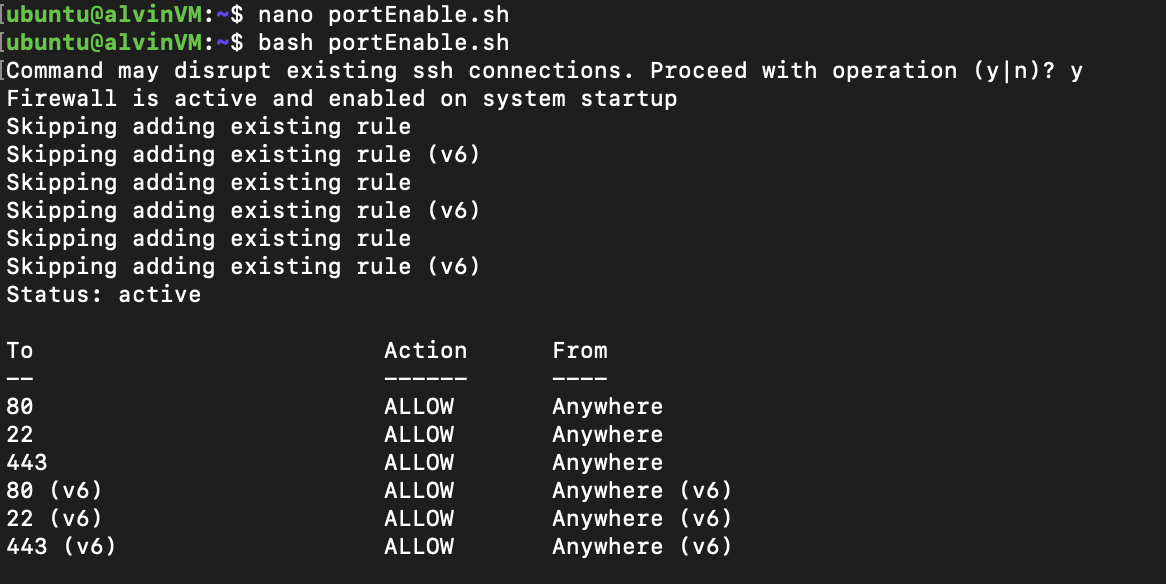 [ubuntu@alvinVM:~$ nano portEnable.sh
[ubuntu@alvinVM:~$ bash portEnable.sh
[Command may disrupt existing ssh connections. Proceed with operation (y|n)? y
Firewall is active and enabled on system startup
Skipping adding existing rule
Skipping adding existing rule (v6)
Skipping adding existing rule
Skipping adding existing rule (v6)
Skipping adding existing rule
Skipping adding existing rule (v6)
Status: active

To                         Action      From
--                         ------      ----
80                         ALLOW       Anywhere
22                         ALLOW       Anywhere
443                        ALLOW       Anywhere
80 (v6)                    ALLOW       Anywhere (v6)
22 (v6)                    ALLOW       Anywhere (v6)
443 (v6)                   ALLOW       Anywhere (v6)